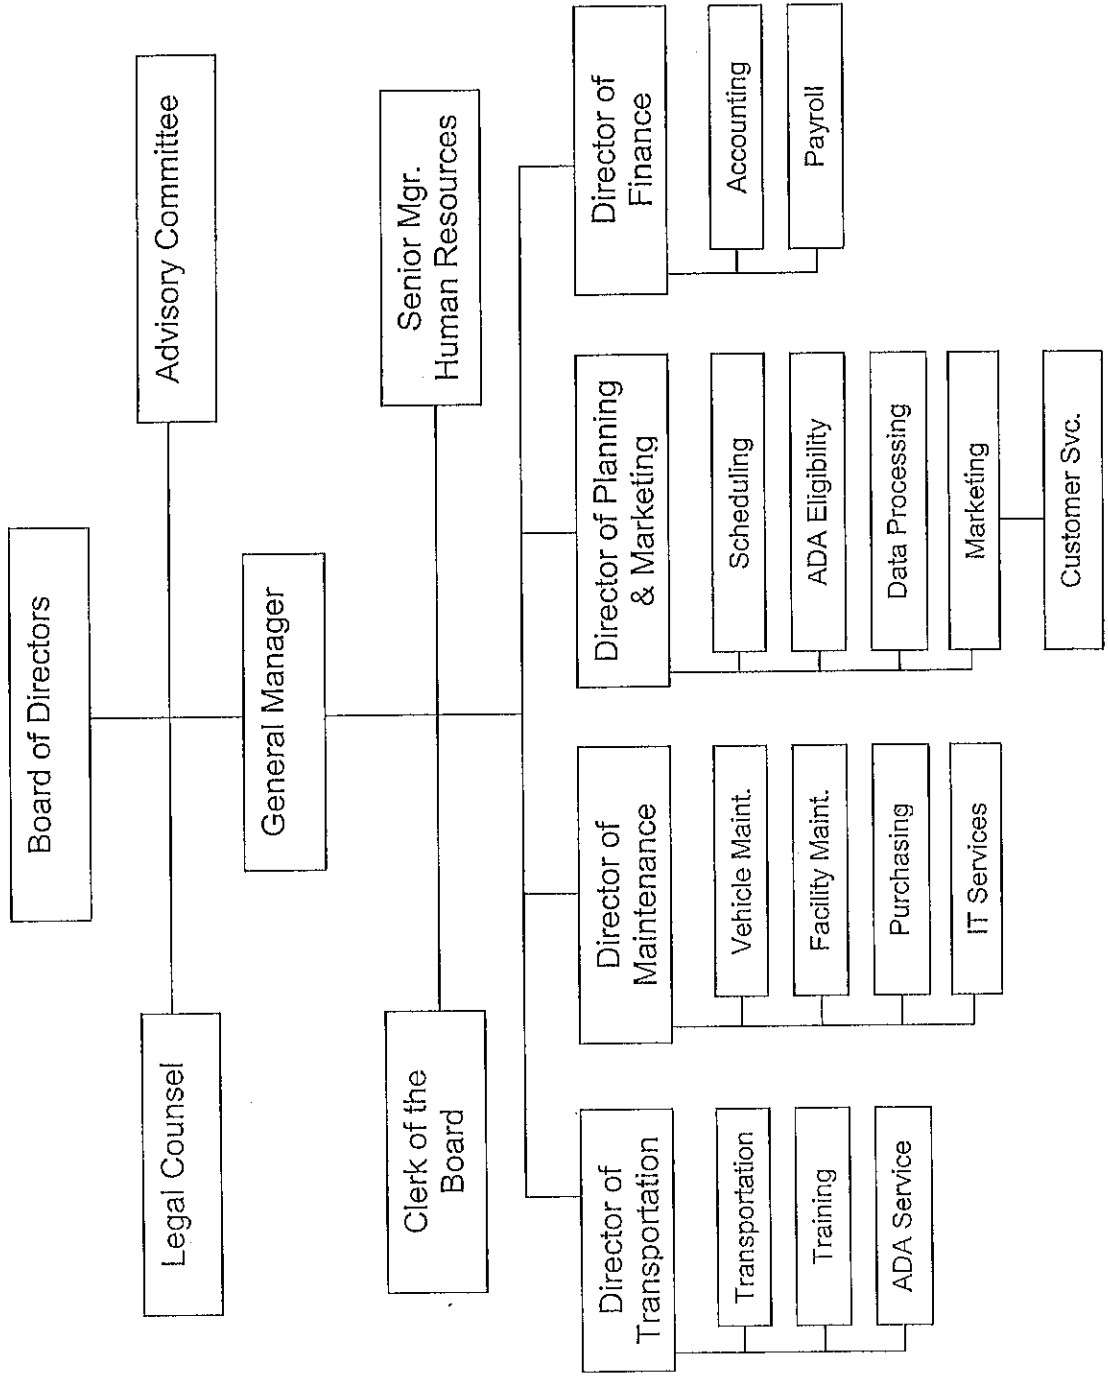 Board of Directors
Legal Counsel
Advisory Committee
General Manager
Clerk of the
Board
Senior Mgr.
Human Resources
Director of
Transportation
Transportation
Training
ADA Service
Director of
Maintenance
Vehicle Maint.
Facility Maint.
Purchasing
IT Services
Director of Planning
& Marketing
Scheduling
ADA Eligibility
Data Processing
Marketing
Customer Svc.
Director of
Finance
Accounting
Payroll